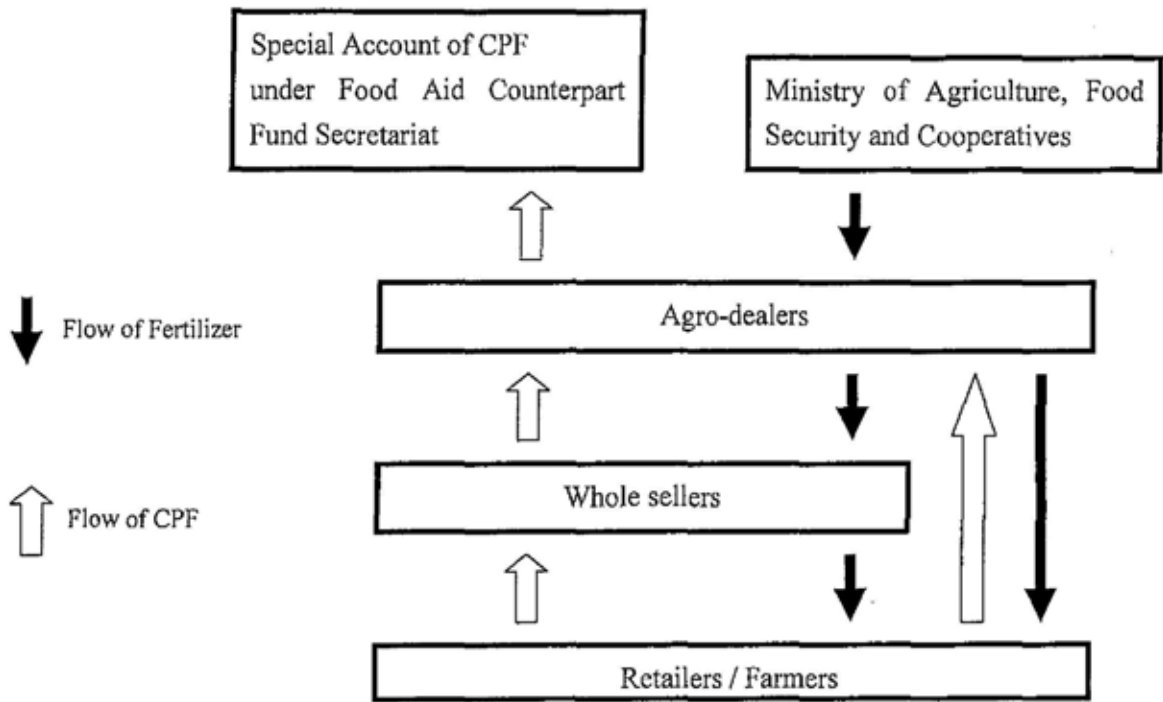 Special Account of CPF
under Food Aid Counterpart
Fund Secretariat
Ministry of Agriculture, Food
Security and Cooperatives
Agro-dealers
Flow of Fertilizer
Whole sellers
Flow of CPF
Retailers / Farmers